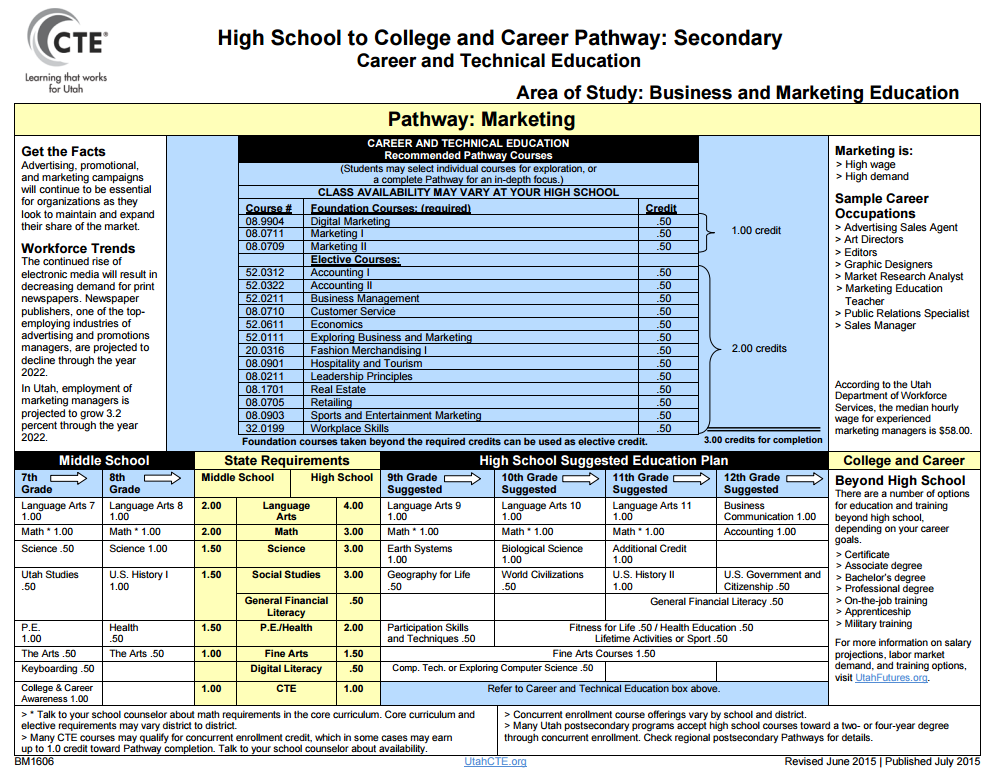 CTE®
Learning that works
for Utah
High School to College and Career Pathway: Secondary
Career and Technical Education
Area of Study: Business and Marketing Education
Pathway: Marketing
Get the Facts
Advertising, promotional,
and marketing campaigns
will continue to be essential
for organizations as they
look to maintain and expand
their share of the market.
Workforce Trends
The continued rise of
electronic media will result in
decreasing demand for print
newspapers. Newspaper
publishers, one of the top-
employing industries of
advertising and promotions
managers, are projected to
decline through the year
2022.
In Utah, employment of
marketing managers is
projected to grow 3.2
percent through the year
2022.
CAREER AND TECHNICAL EDUCATION
Recommended Pathway Courses
(Students may select individual courses for exploration, or
a complete Pathway for an in-depth focus.)
CLASS AVAILABILITY MAY VARY AT YOUR HIGH SCHOOL
Course # Foundation Courses: (required) Credit
08.9904 Digital Marketing .50
08.0711 Marketing I .50
08.0709 Marketing II .50
1.00 credit
Elective Courses:
52.0312 Accounting I .50
52.0322 Accounting II .50
52.0211 Business Management .50
08.0710 Customer Service .50
52.0611 Economics .50
52.0111 Exploring Business and Marketing .50
20.0316 Fashion Merchandising I .50
08.0901 Hospitality and Tourism .50
08.0211 Leadership Principles .50
08.1701 Real Estate .50
08.0705 Retailing .50
08.0903 Sports and Entertainment Marketing .50
32.0199 Workplace Skills .50
2.00 credits
Foundation courses taken beyond the required credits can be used as elective credit.
3.00 credits for completion
Marketing is:
> High wage
> High demand
Sample Career
Occupations
> Advertising Sales Agent
> Art Directors
> Editors
> Graphic Designers
> Market Research Analyst
> Marketing Education
Teacher
> Public Relations Specialist
> Sales Manager
According to the Utah
Department of Workforce
Services, the median hourly
wage for experienced
marketing managers is $58.00.
Middle School State Requirements High School Suggested Education Plan College and Career
7th
Grade
8th
Grade
Middle School High School
9th Grade
Suggested
10th Grade
Suggested
11th Grade
Suggested
12th Grade
Suggested
Language Arts 7
1.00
Language Arts 8
1.00
2.00 Language
Arts 4.00
Language Arts 9
1.00
Language Arts 10
1.00
Language Arts 11
1.00
Business
Communication 1.00
Math * 1.00 Math * 1.00 2.00 Math 3.00 Math * 1.00 Math * 1.00 Math * 1.00 Accounting 1.00
Science .50 Science 1.00 1.50 Science 3.00
Earth Systems
1.00
Biological Science
1.00
Additional Credit
1.00
Utah Studies
.50
U.S. History I
1.00
1.50 Social Studies 3.00
Geography for Life
.50
World Civilizations
.50
U.S. History II
1.00
U.S. Government and
Citizenship .50
General Financial
Literacy .50
General Financial Literacy .50
P.E.
1.00
Health
.50
1.50 P.E./Health 2.00
Participation Skills
and Techniques .50
Fitness for Life .50 / Health Education .50
Lifetime Activities or Sport .50
The Arts .50 The Arts .50 1.00 Fine Arts 1.50 Fine Arts Courses 1.50
Keyboarding .50 Digital Literacy .50 Comp. Tech. or Exploring Computer Science .50
College & Career
Awareness 1.00
1.00 CTE 1.00 Refer to Career and Technical Education box above.
Beyond High School
There are a number of options
for education and training
beyond high school,
depending on your career
goals.
> Certificate
> Associate degree
> Bachelor's degree
> Professional degree
> On-the-job training
> Apprenticeship
> Military training
For more information on salary
projections, labor market
demand, and training options,
visit UtahFutures.org.
> * Talk to your school counselor about math requirements in the core curriculum. Core curriculum and
elective requirements may vary district to district.
> Many CTE courses may qualify for concurrent enrollment credit, which in some cases may earn
up to 1.0 credit toward Pathway completion. Talk to your school counselor about availability.
> Concurrent enrollment course offerings vary by school and district.
> Many Utah postsecondary programs accept high school courses toward a two- or four-year degree
through concurrent enrollment. Check regional postsecondary Pathways for details.
BM1606 UtahCTE.org Revised June 2015 | Published July 2015